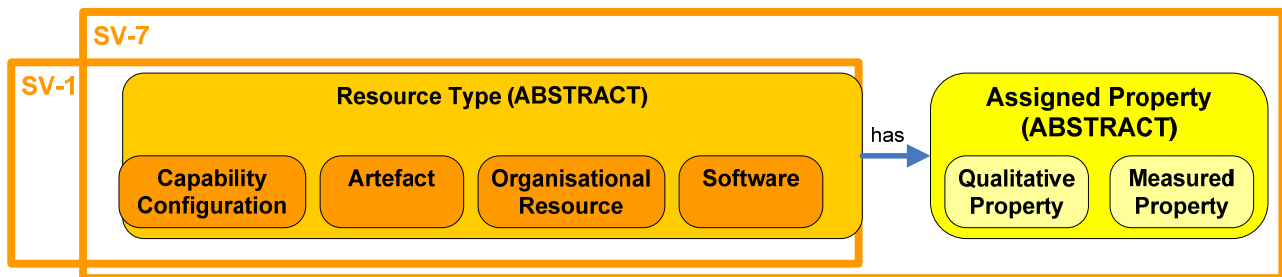 SV-7
SV-1
Resource Type (ABSTRACT)
Capability
Configuration
Artefact
Organisational
Resource
Software
has
Assigned Property
(ABSTRACT)
Qualitative
Property
Measured
Property